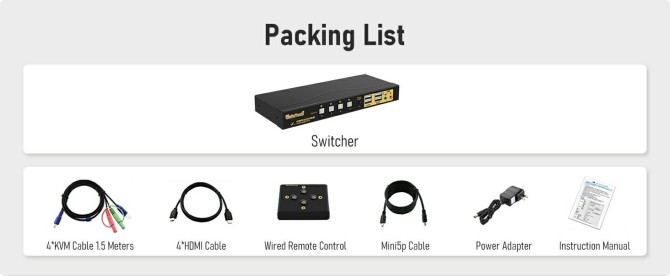 Packing List
Switcher
4*KVM Cable 1.5 Meters
4*HDMI Cable
Wired Remote Control
Mini5p Cable
Power Adapter
Instruction Manual